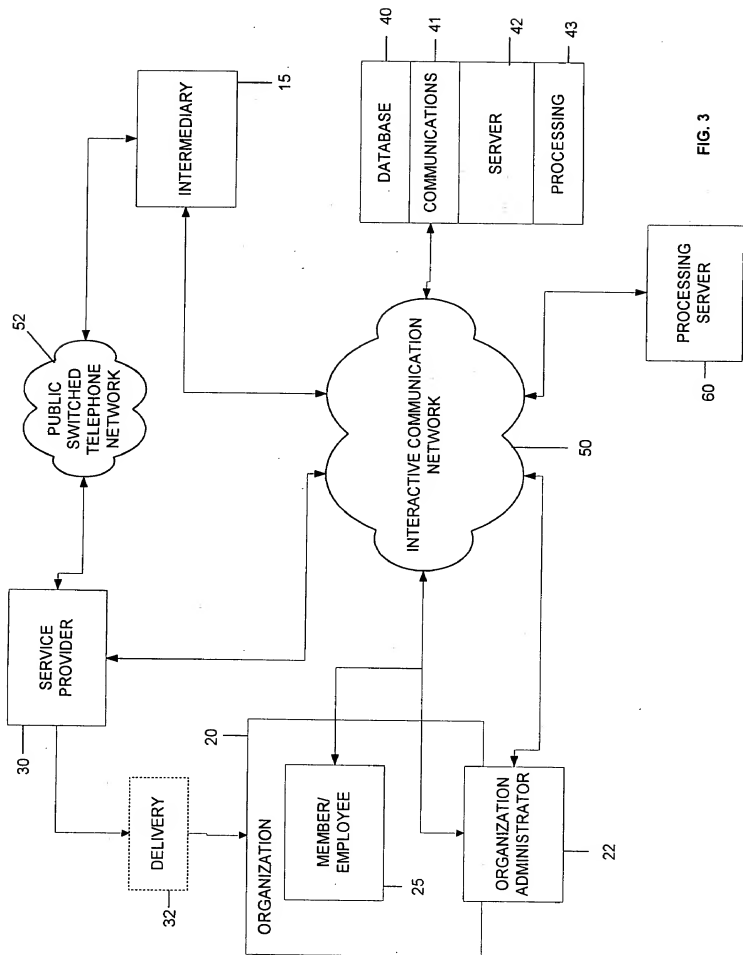 52
PUBLIC
SWITCHED
TELEPHONE
NETWORK
INTERMEDIARY
15
SERVICE
PROVIDER
30
DELIVERY
32
20
ORGANIZATION
MEMBER/
EMPLOYEE
25
ORGANIZATION
ADMINISTRATOR
22
INTERACTIVE COMMUNICATION
NETWORK
50
DATABASE
40
COMMUNICATIONS
41
SERVER
42
PROCESSING
43
PROCESSING
SERVER
60
FIG. 3